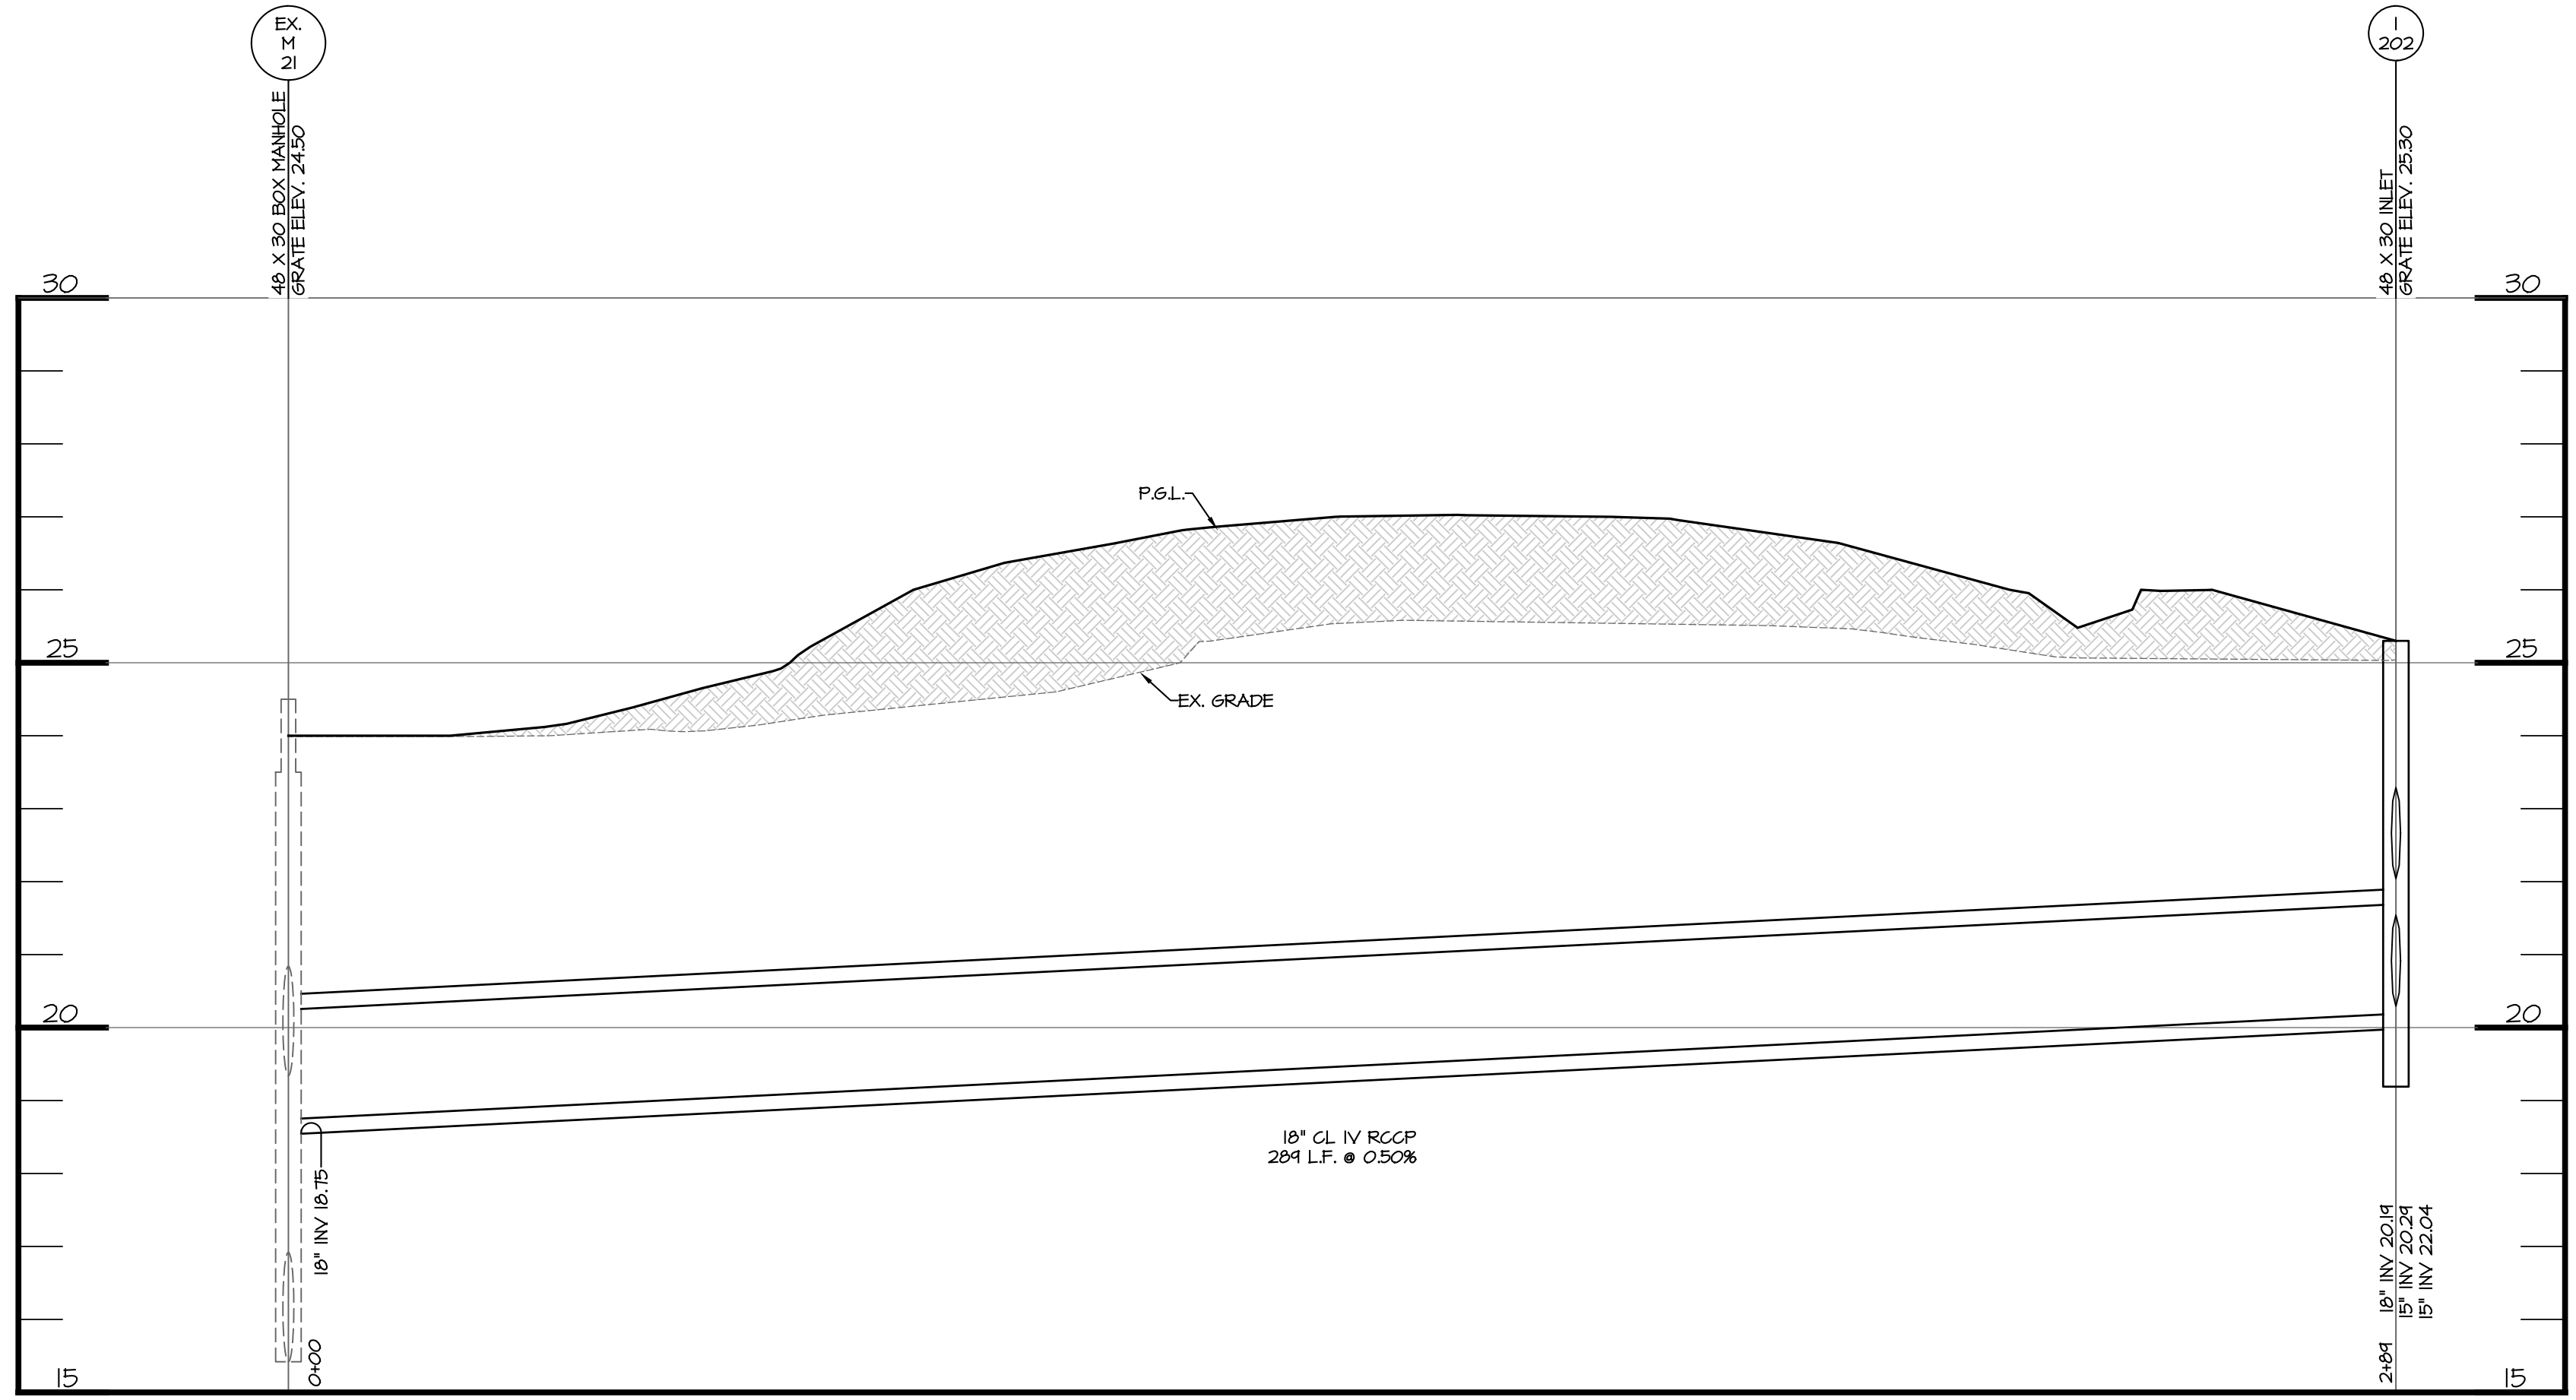 EX.
M
21
I
202
48 X 30 BOX MANHOLE
GRATE ELEV. 24.50
48 X 30 INLET
GRATE ELEV. 25.30
30
30
P.G.L.
25
25
EX. GRADE
20
20
18" CL IV RCCP
289 L.F. @ 0.50%
18" INV 18.75
18" INV 20.19
15" INV 20.29
15" INV 22.04
0+00
2+89
15
15